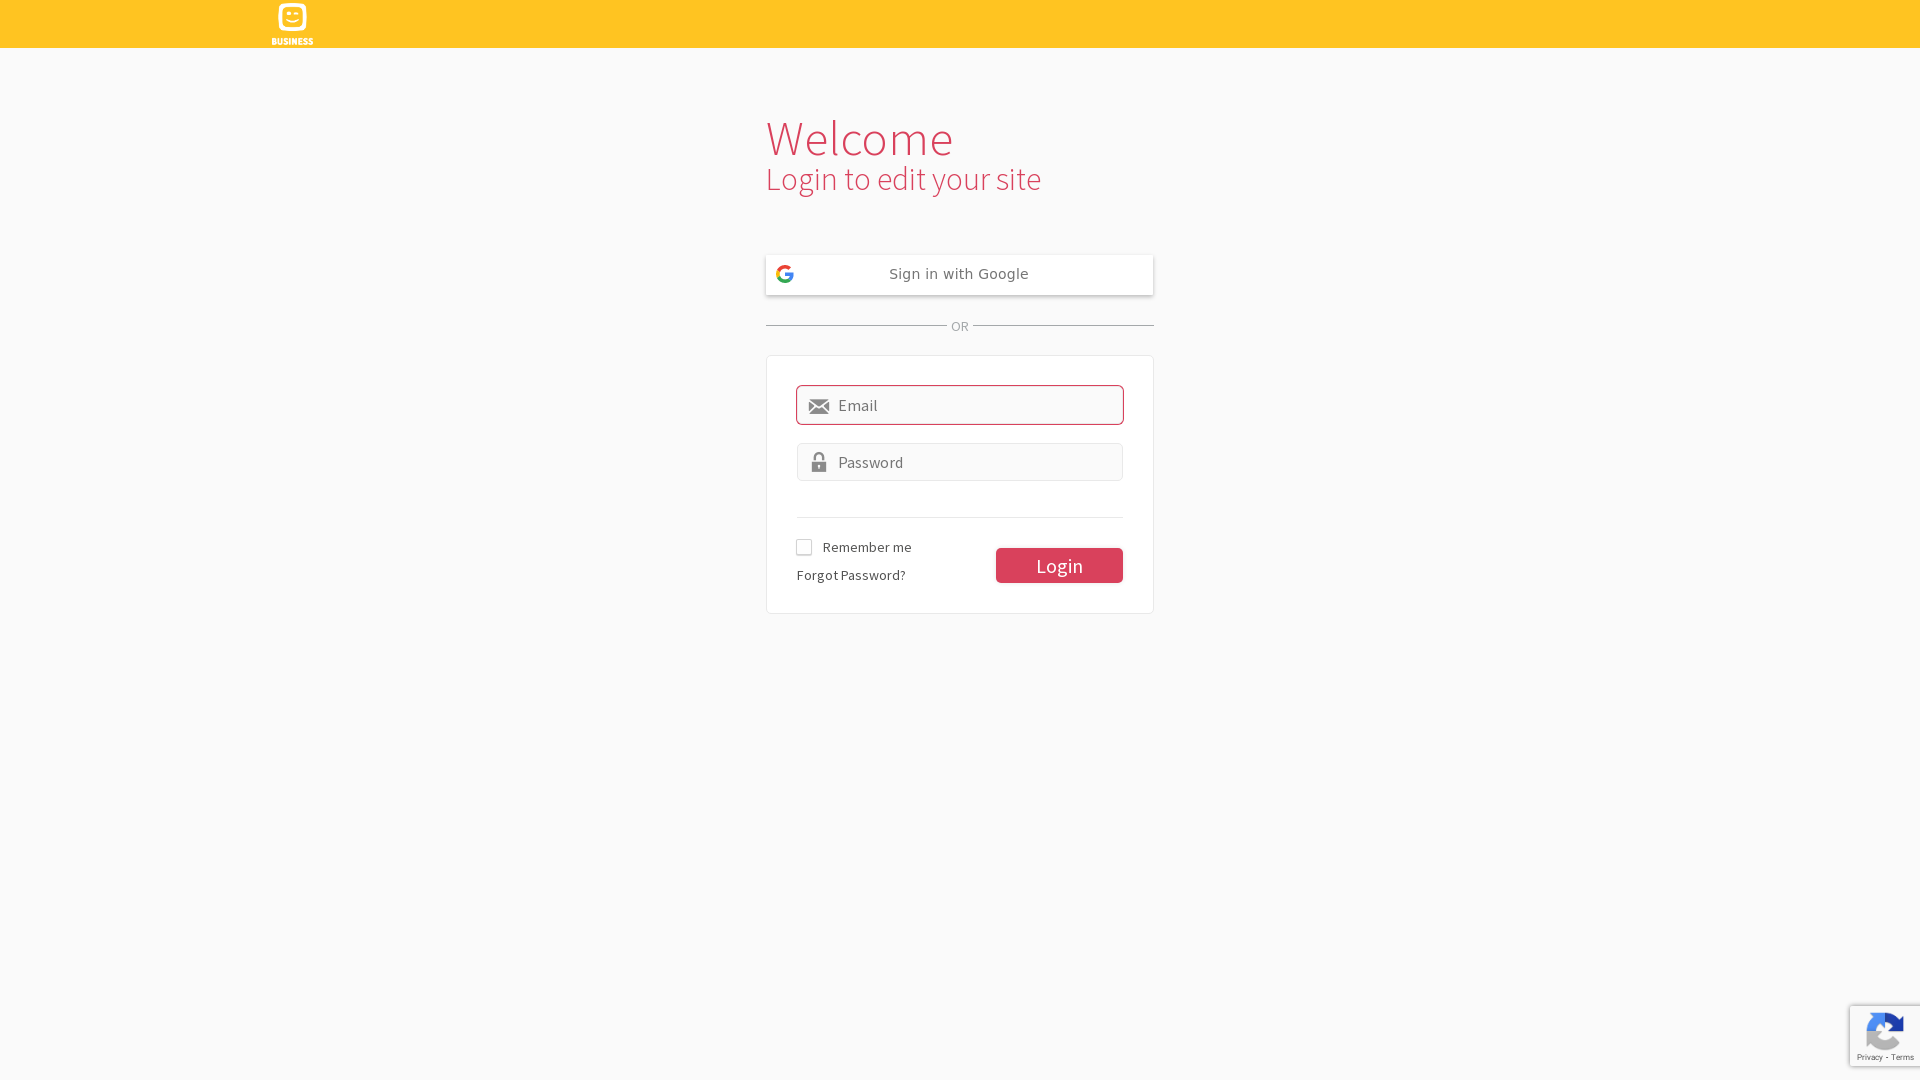 BUSINESS
Welcome
Login to edit your site
Sign in with Google
OR
Email
Password
Remember me
Forgot Password?
Login
Privacy - Terms